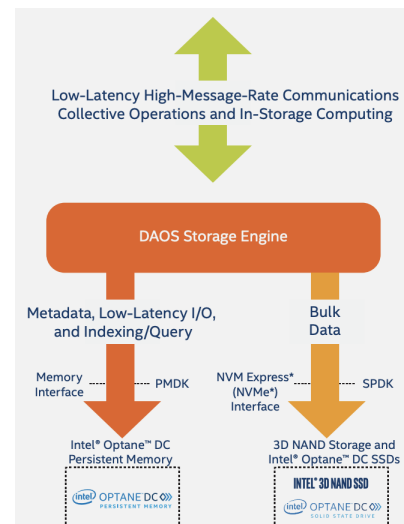 Low-Latency High-Message-Rate Communications
Collective Operations and In-Storage Computing
DAOS Storage Engine
Metadata, Low-Latency I/O,
and Indexing/Query
Bulk
Data
Memory
Interface
PMDK
NVM Express*
(NVMe*)
Interface
SPDK
Intel® Optane™ DC
Persistent Memory
3D NAND Storage and
Intel® Optane™ DC SSDs
intel OPTANE DC
PERSISTENT MEMORY
INTEL® 3D NAND SSD
intel OPTANE DC
SOLID STATE DRIVE